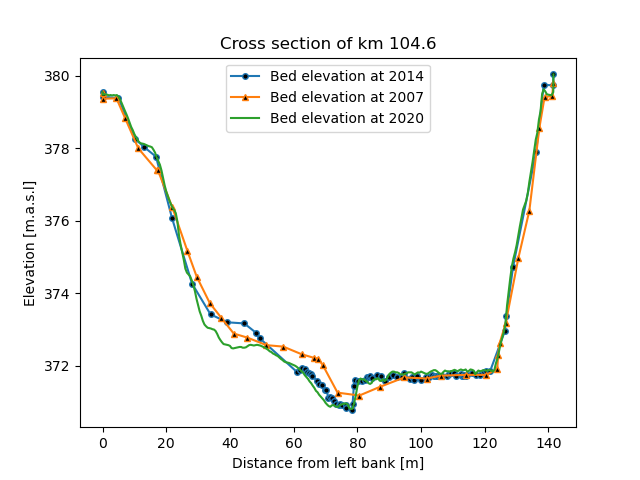 Cross section of km 104.6
Bed elevation at 2014
Bed elevation at 2007
Bed elevation at 2020
Elevation [m.a.s.l]
380
378
376
374
372
0 20 40 60 80 100 120 140
Distance from left bank [m]